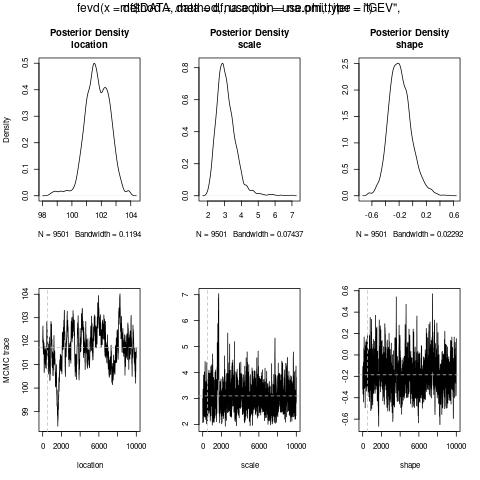 fevd(x =
"GEV",
Posterior Density
location
Posterior Density
scale
Posterior Density
shape
Density
0.0 0.1 0.2 0.3 0.4 0.5
98 100 102 104
0.0 0.2 0.4 0.6 0.8
2 3 4 5 6 7
0.0 0.5 1.0 1.5 2.0 2.5
-0.6 -0.2 0.2 0.6
N = 9501 Bandwidth = 0.1194
N = 9501 Bandwidth = 0.07437
N = 9501 Bandwidth = 0.02292
MCMC trace
99 100 101 102 103 104
0 2000 6000 10000
2 3 4 5 6 7
0 2000 6000 10000
-0.6 -0.4 -0.2 0.0 0.2 0.4 0.6
0 2000 6000 10000
location
scale
shape